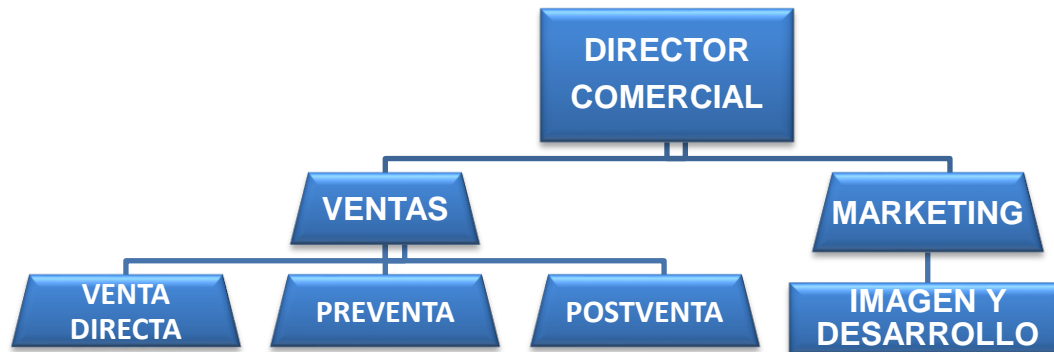 DIRECTOR
COMERCIAL
VENTAS
MARKETING
VENTA
DIRECTA
PREVENTA
POSTVENTA
IMAGEN Y
DESARROLLO